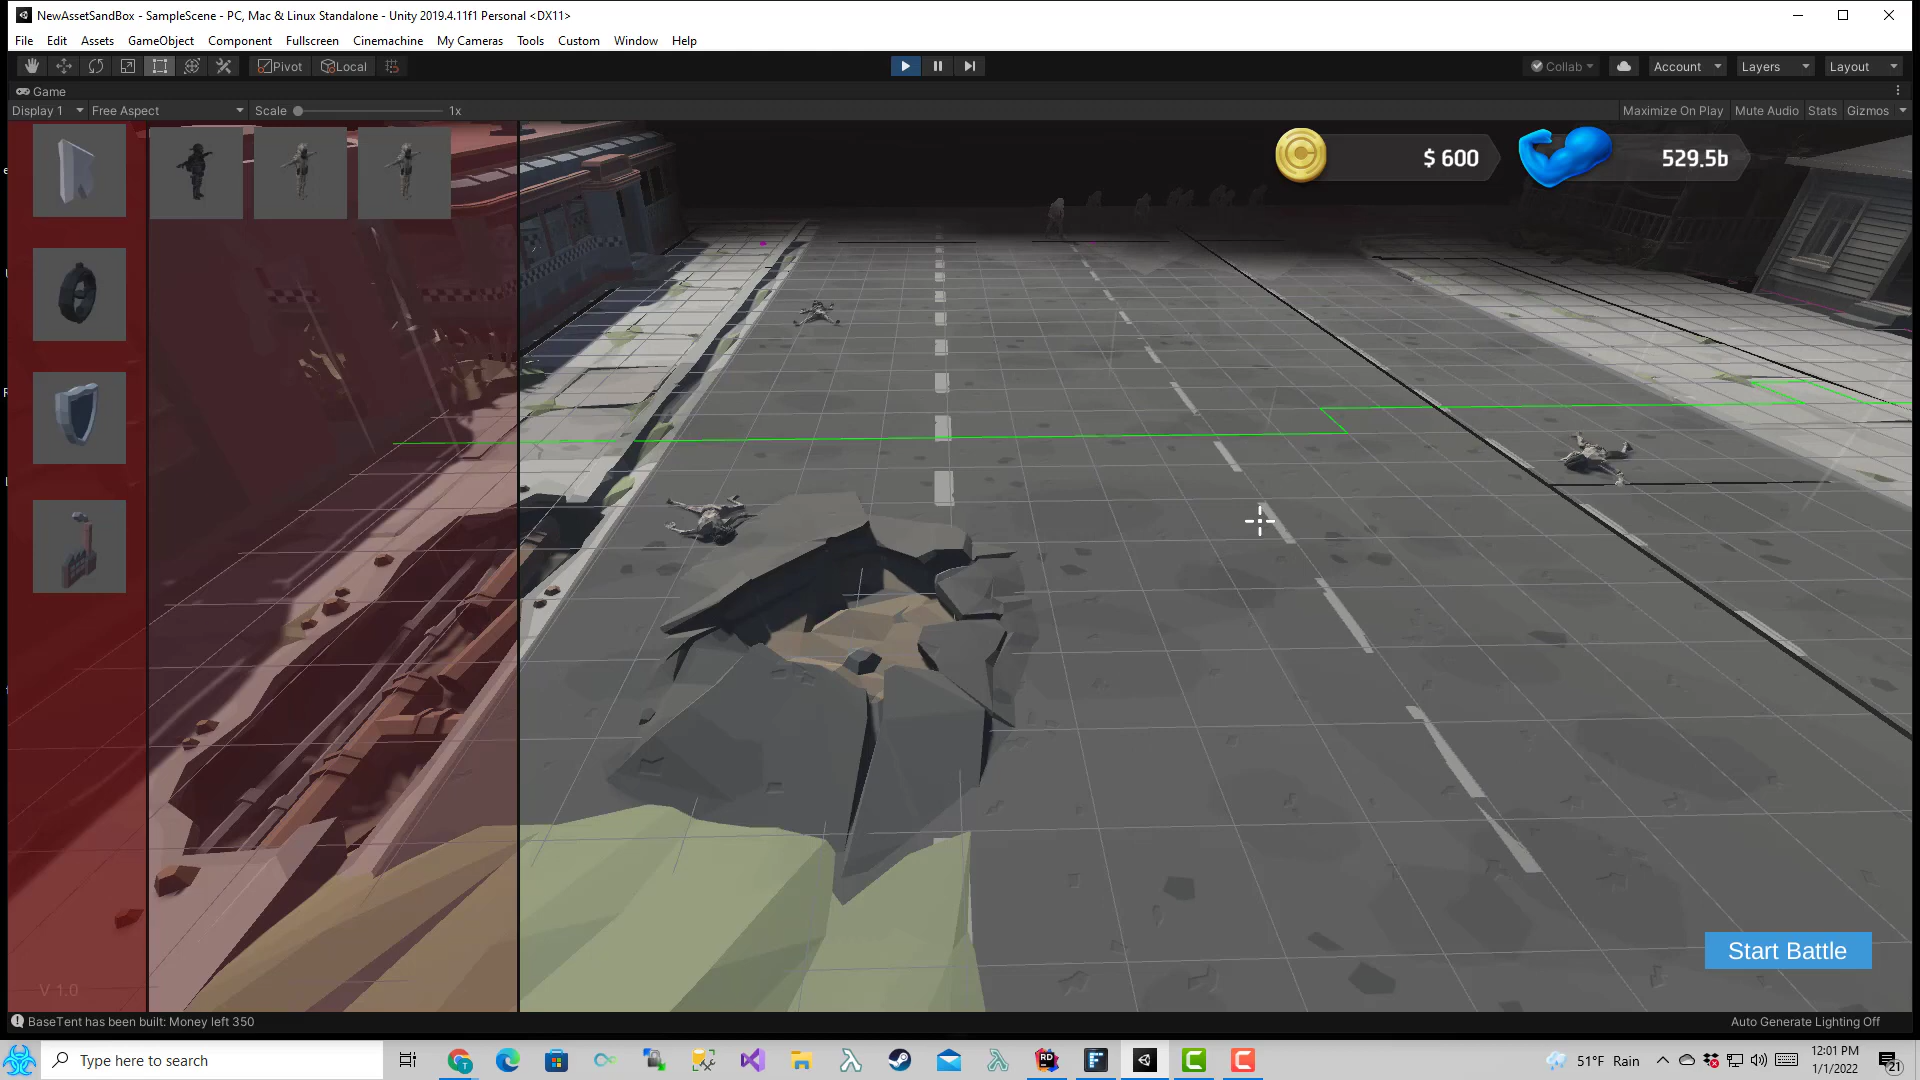 NewAssetSandBox - SampleScene - PC, Mac & Linux Standalone - Unity 2019.4.11f1 Personal <DX11>
File Edit Assets GameObject Component Fullscreen Cinemachine My Cameras Tools Custom Window Help
Pivot Local Collab Account Layers Layout
Game
Display 1 Free Aspect Scale 1x Maximize On Play Mute Audio Stats Gizmos
$ 600 529.5b
Start Battle
V 1.0
BaseTent has been built: Money left 350 Auto Generate Lighting Off
Type here to search
RD
F
51°F Rain
12:01 PM
1/1/2022
21